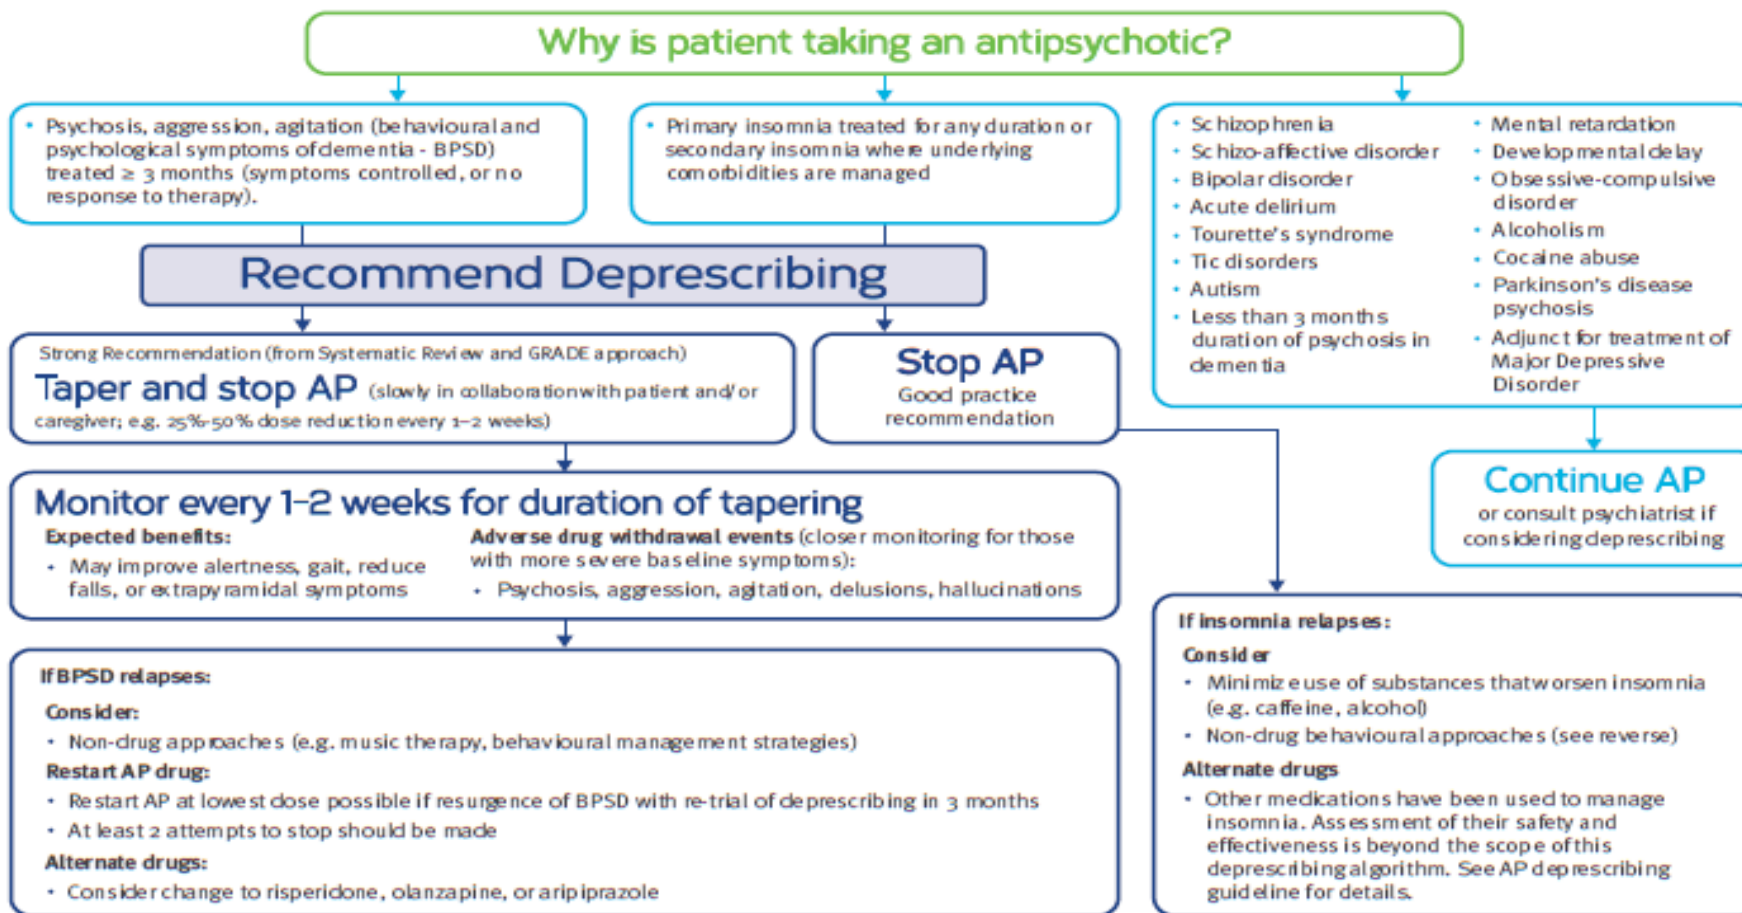 Why is patient taking an antipsychotic?
• Psychosis, aggression, agitation (behavioural and
psychological symptoms of dementia - BPSD)
treated ≥ 3 months (symptoms controlled, or no
response to therapy).
• Primary insomnia treated for any duration or
secondary insomnia where underlying
comorbidities are managed
• Schizophrenia
• Schizo-affective disorder
• Bipolar disorder
• Acute delirium
• Tourette's syndrome
• Tic disorders
• Autism
• Less than 3 months
duration of psychosis in
dementia
• Mental retardation
• Developmental delay
• Obsessive-compulsive
disorder
• Alcoholism
• Cocaine abuse
• Parkinson's disease
psychosis
• Adjunct for treatment of
Major Depressive
Disorder
Recommend Deprescribing
Strong Recommendation (from Systematic Review and GRADE approach)
Taper and stop AP (slowly in collaboration with patient and/or
caregiver; e.g. 25%-50% dose reduction every 1–2 weeks)
Stop AP
Good practice
recommendation
Continue AP
or consult psychiatrist if
considering deprescribing
Monitor every 1–2 weeks for duration of tapering
Expected benefits:
• May improve alertness, gait, reduce
falls, or extrapyramidal symptoms
Adverse drug withdrawal events (closer monitoring for those
with more severe baseline symptoms):
• Psychosis, aggression, agitation, delusions, hallucinations
If BPSD relapses:
Consider:
• Non-drug approaches (e.g. music therapy, behavioural management strategies)
Restart AP drug:
• Restart AP at lowest dose possible if resurgence of BPSD with re-trial of deprescribing in 3 months
• At least 2 attempts to stop should be made
Alternate drugs:
• Consider change to risperidone, olanzapine, or aripiprazole
If insomnia relapses:
Consider
• Minimize use of substances that worsen insomnia
(e.g. caffeine, alcohol)
• Non-drug behavioural approaches (see reverse)
Alternate drugs
• Other medications have been used to manage
insomnia. Assessment of their safety and
effectiveness is beyond the scope of this
deprescribing algorithm. See AP deprescribing
guideline for details.